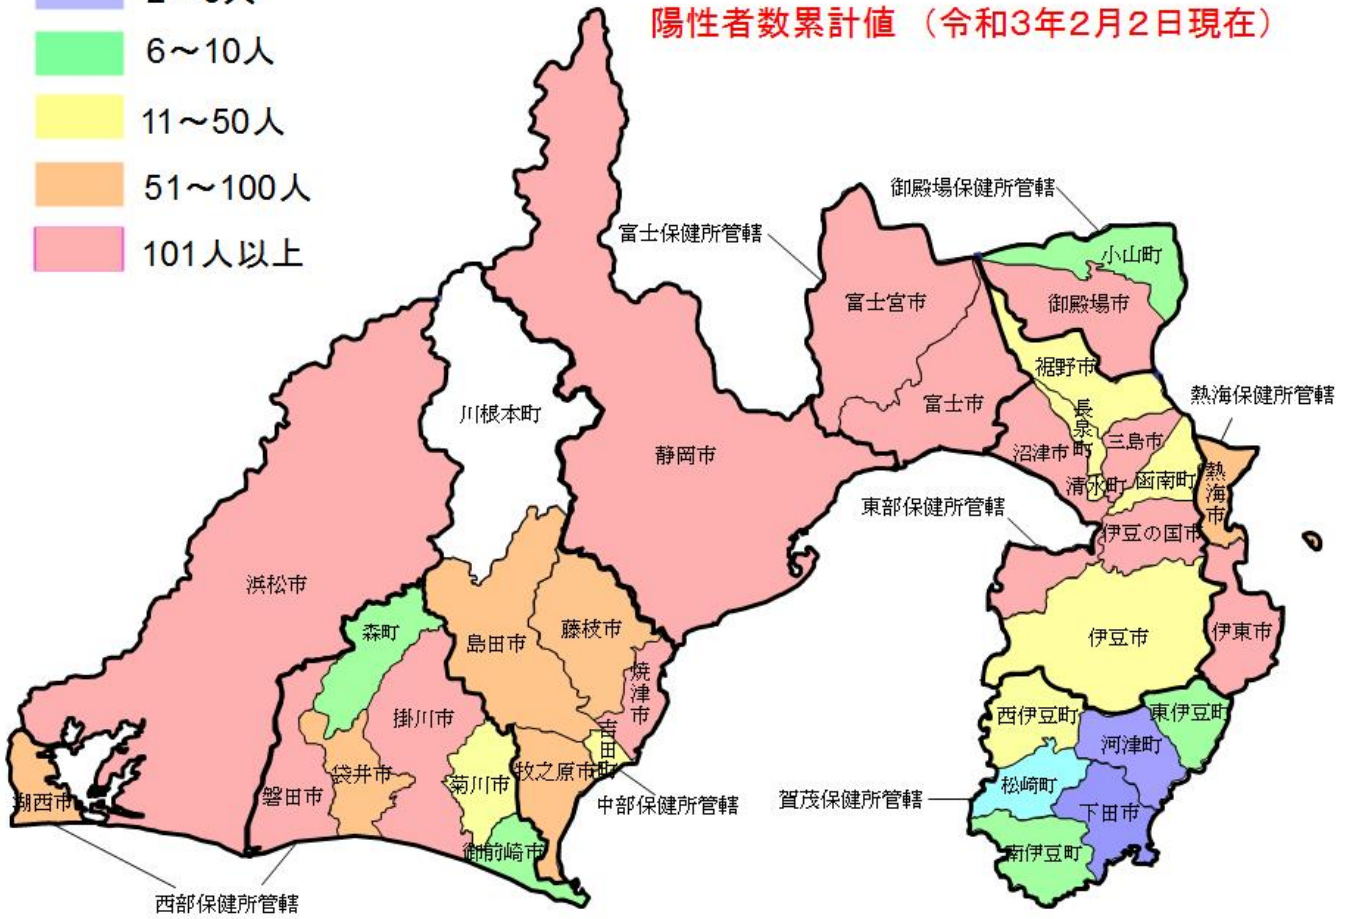 陽性者数累計値（令和3年2月2日現在）
6～10人
11～50人
51～100人
101人以上
御殿場保健所管轄
富士保健所管轄
小山町
富士宮市
御殿場市
裾野市
熱海保健所管轄
川根本町
富士市
長泉町
三島市
静岡市
沼津市
清水町
函南町
熱海市
東部保健所管轄
伊豆の国市
浜松市
森町
島田市
藤枝市
伊豆市
伊東市
焼津市
掛川市
西伊豆町
東伊豆町
吉田町
河津町
袋井市
菊川市
牧之原市
磐田市
湖西市
中部保健所管轄
賀茂保健所管轄
松崎町
下田市
御前崎市
南伊豆町
西部保健所管轄